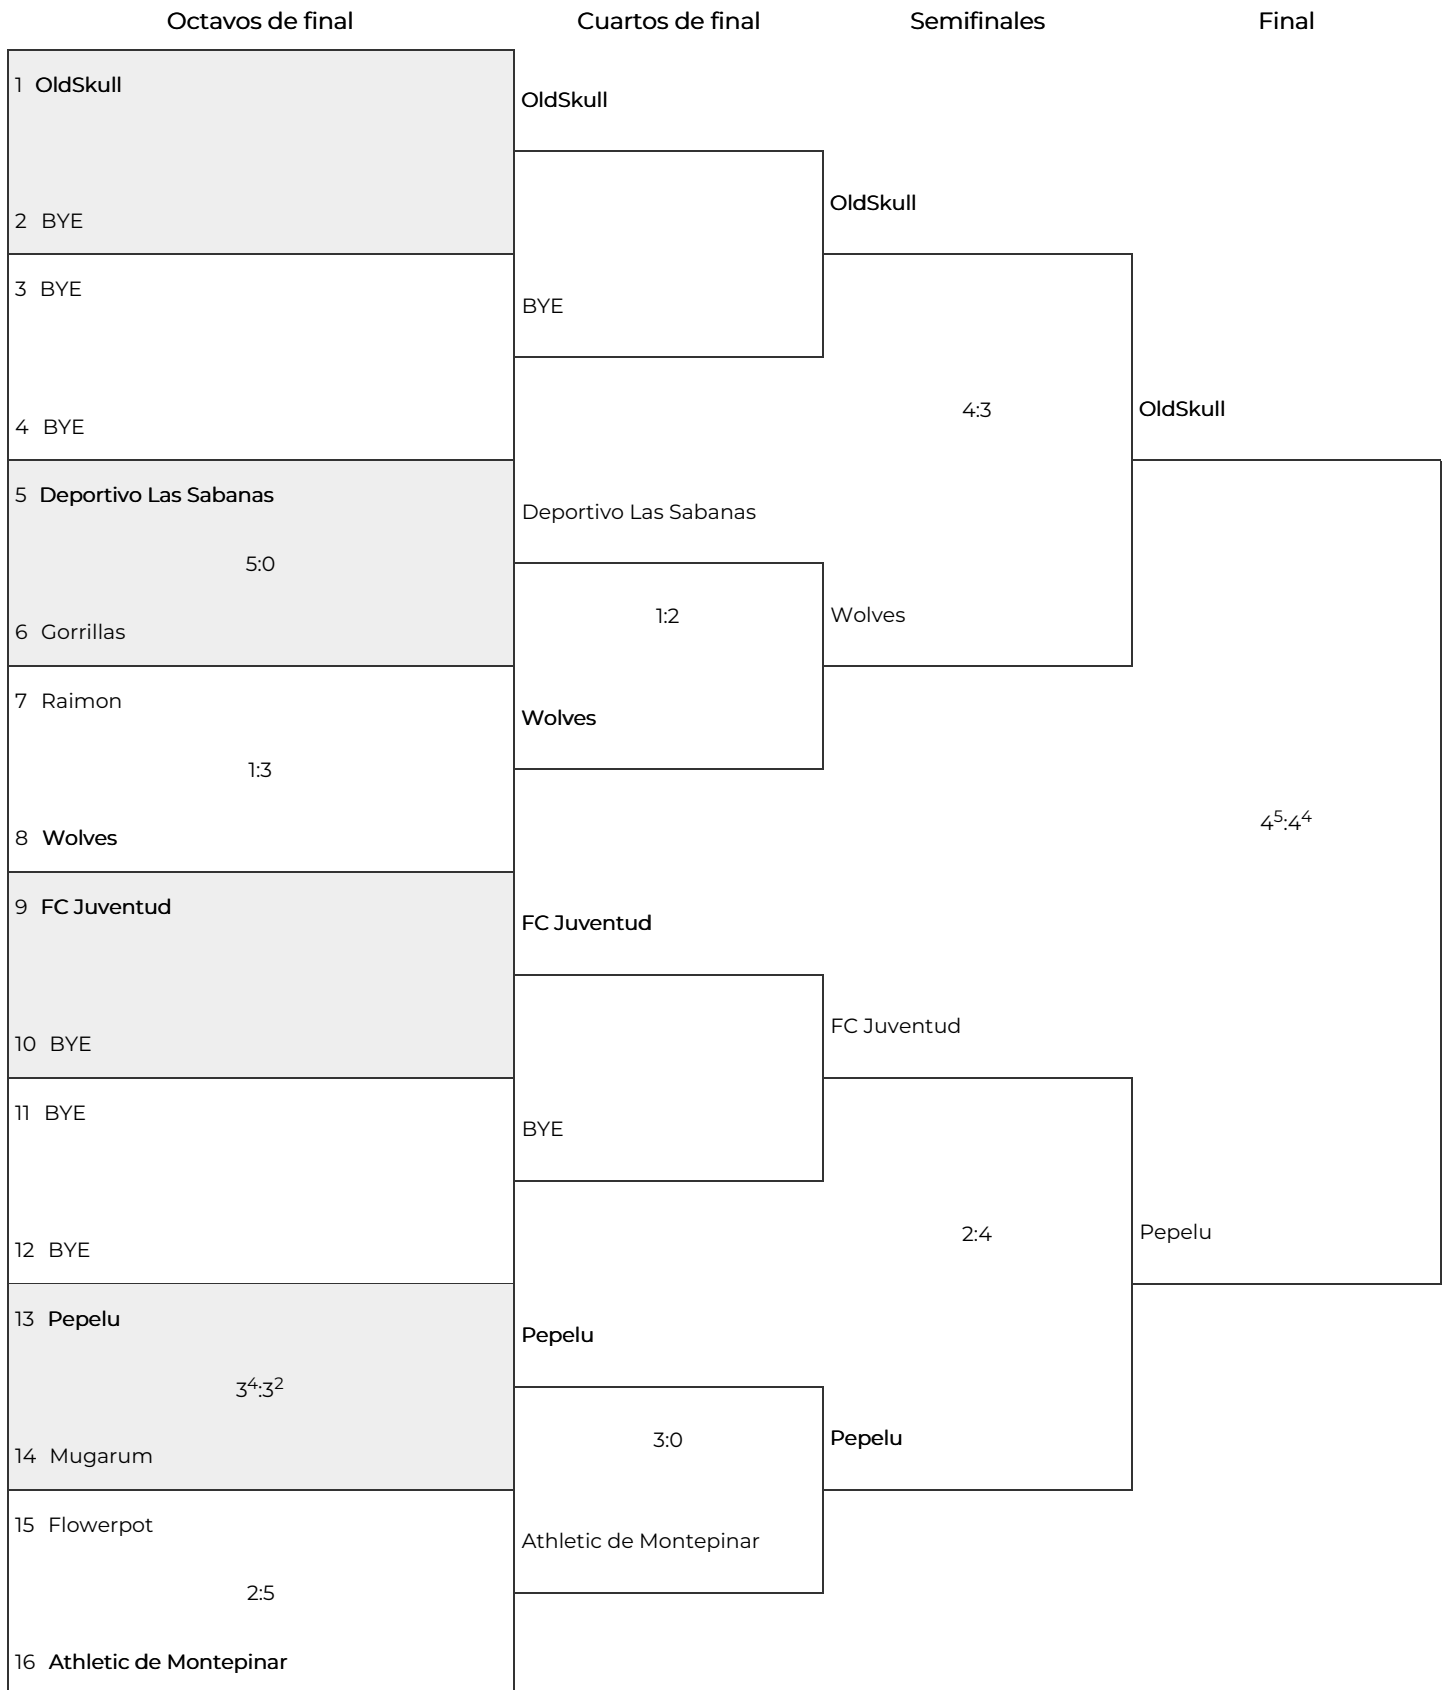 Octavos de final
Cuartos de final
Semifinales
Final
1 OldSkull
2 BYE
3 BYE
4 BYE
5 Deportivo Las Sabanas
5:0
6 Gorrillas
7 Raimon
1:3
8 Wolves
9 FC Juventud
10 BYE
11 BYE
12 BYE
13 Pepelu
3⁴:3²
14 Mugarum
15 Flowerpot
2:5
16 Athletic de Montepinar
OldSkull
BYE
Deportivo Las Sabanas
1:2
Wolves
FC Juventud
BYE
Pepelu
3:0
Athletic de Montepinar
OldSkull
4:3
Wolves
FC Juventud
2:4
Pepelu
OldSkull
4⁵:4⁴
Pepelu